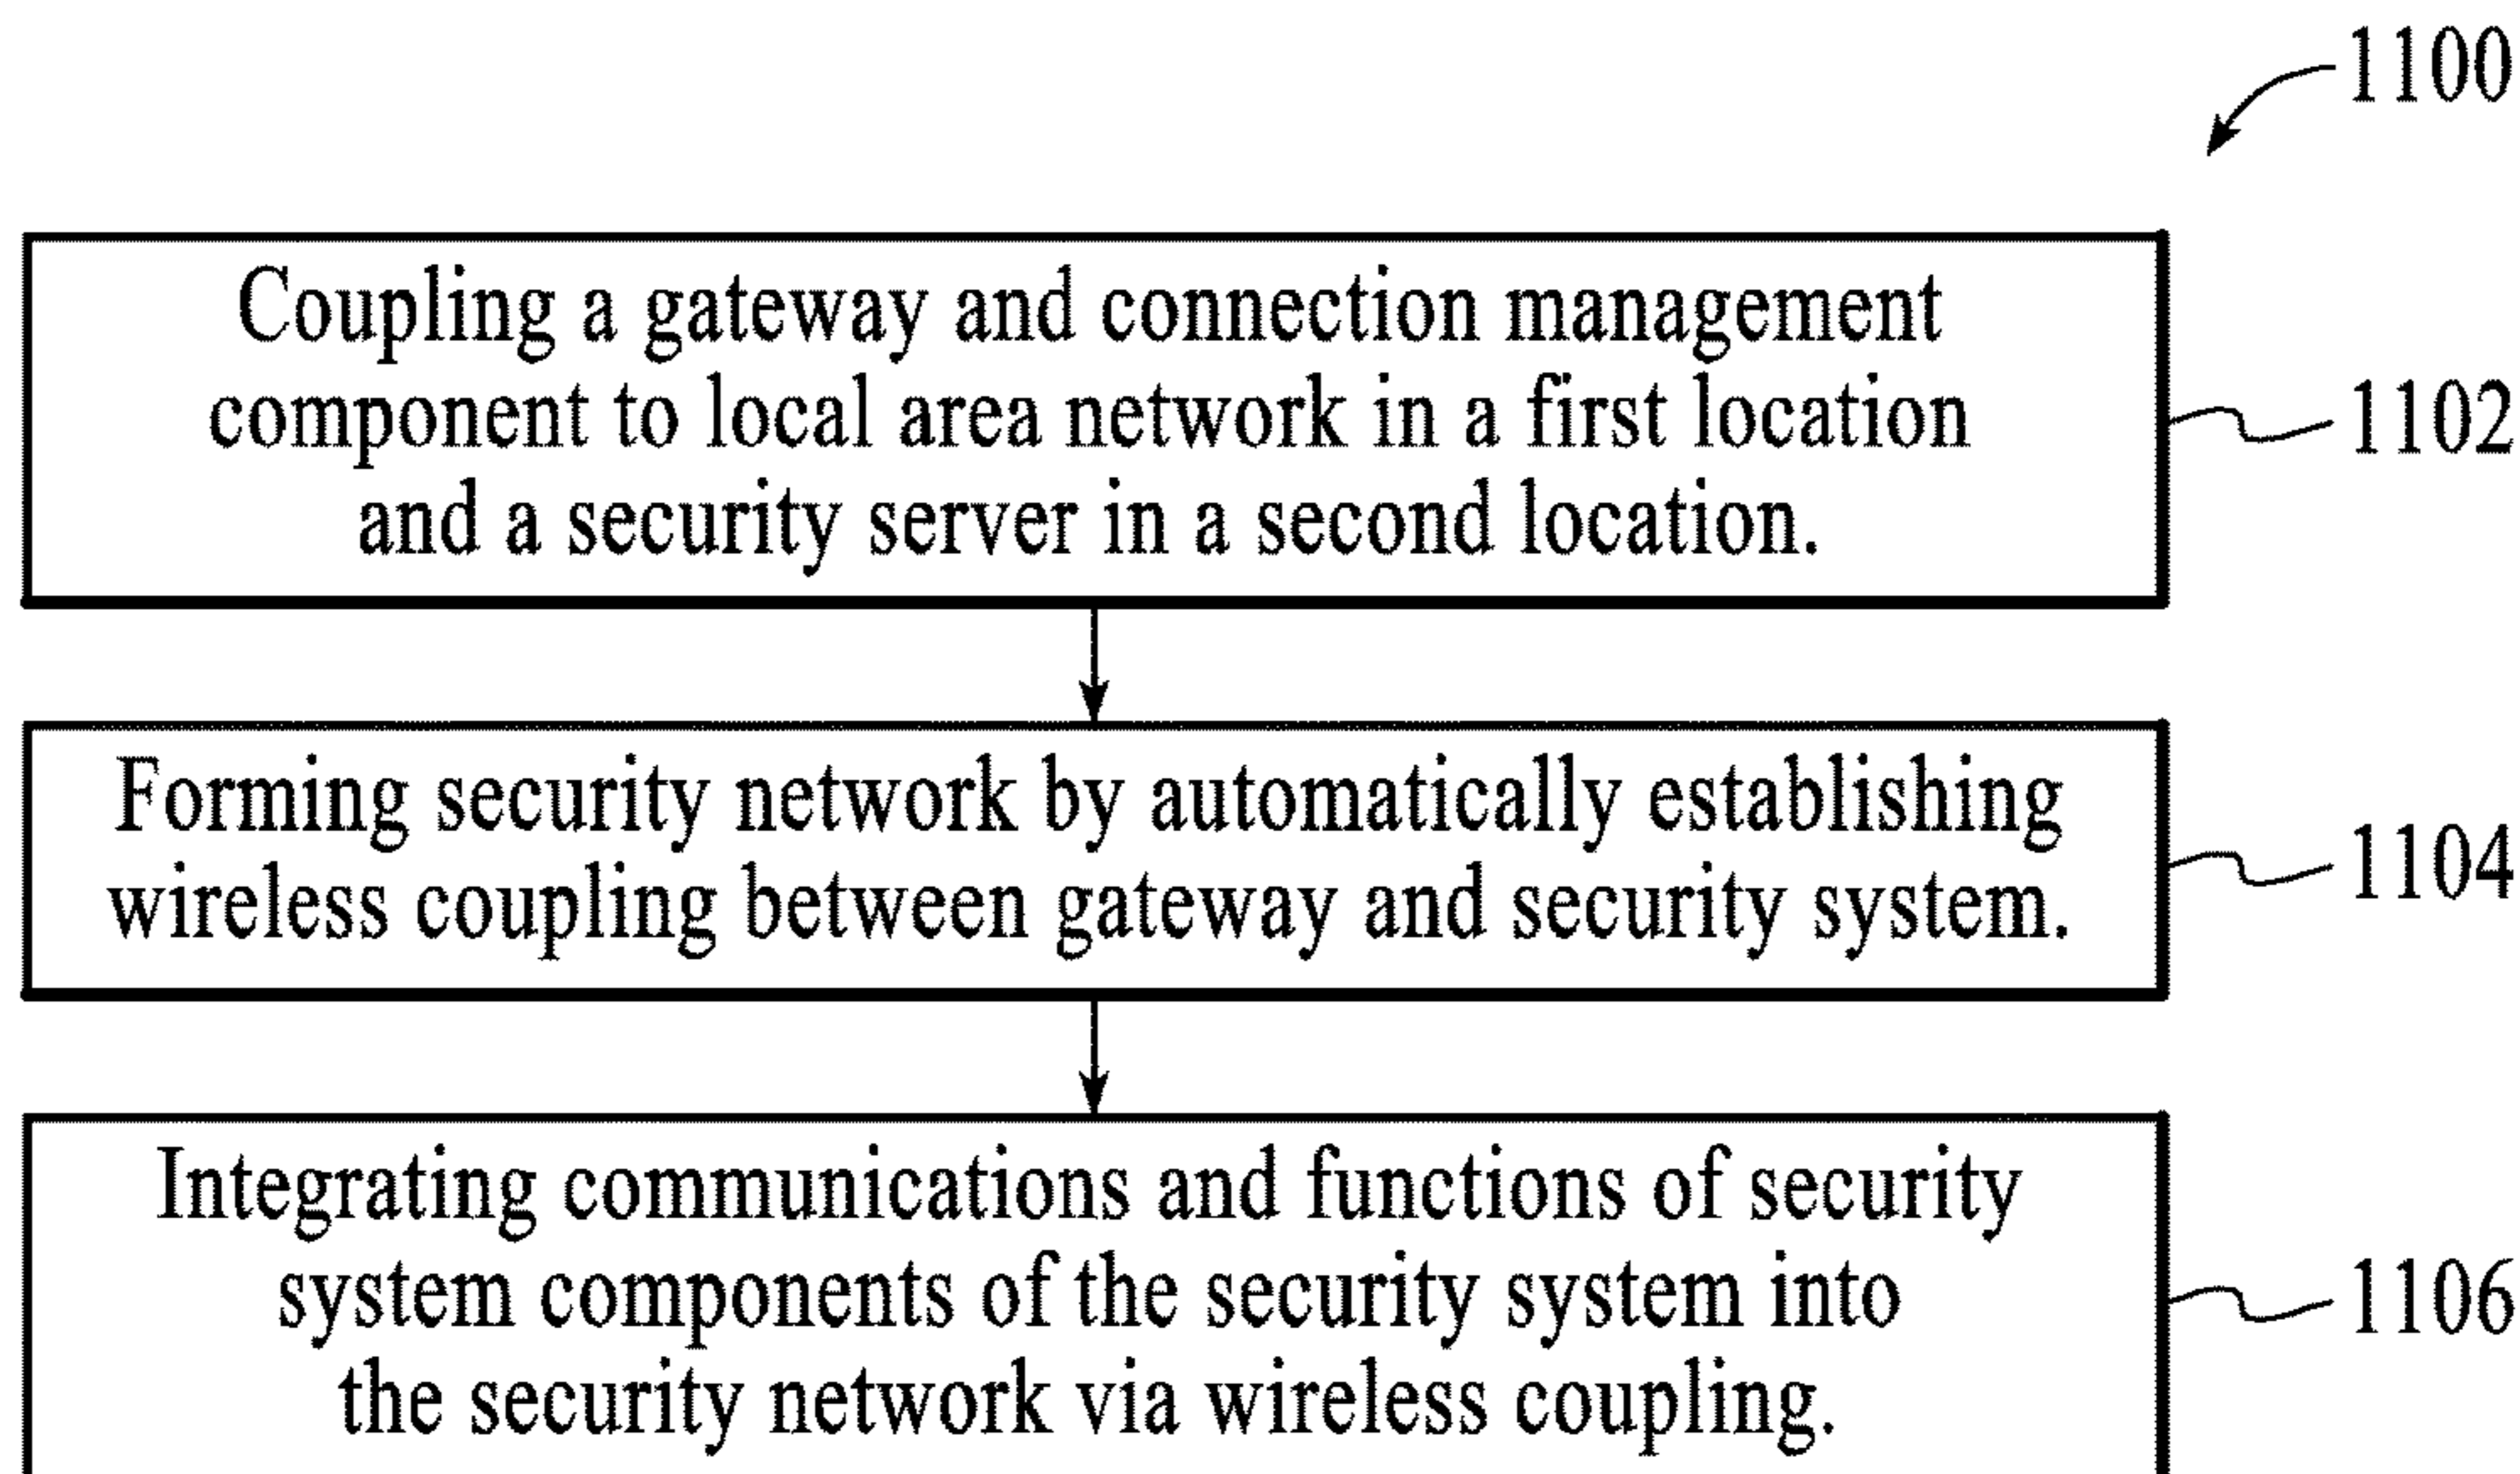 1100
Coupling a gateway and connection management
component to local area network in a first location
and a security server in a second location.
1102
Forming security network by automatically establishing
wireless coupling between gateway and security system.
1104
Integrating communications and functions of security
system components of the security system into
the security network via wireless coupling.
1106